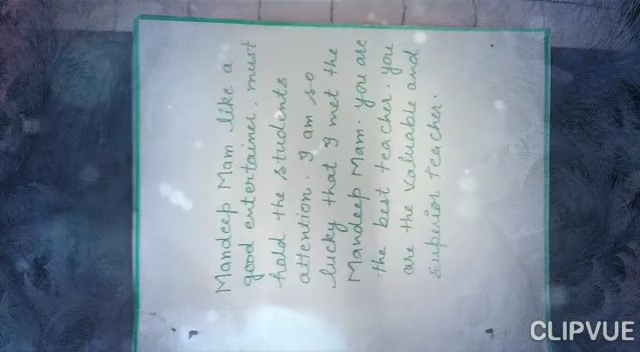 Mandeep Mam like a
good entertainer. must
hold the students
attention. I am so
lucky that I met the
Mandeep Mam. You are
the best teacher. You
are the valuable and
superior teacher.
CLIPVUE